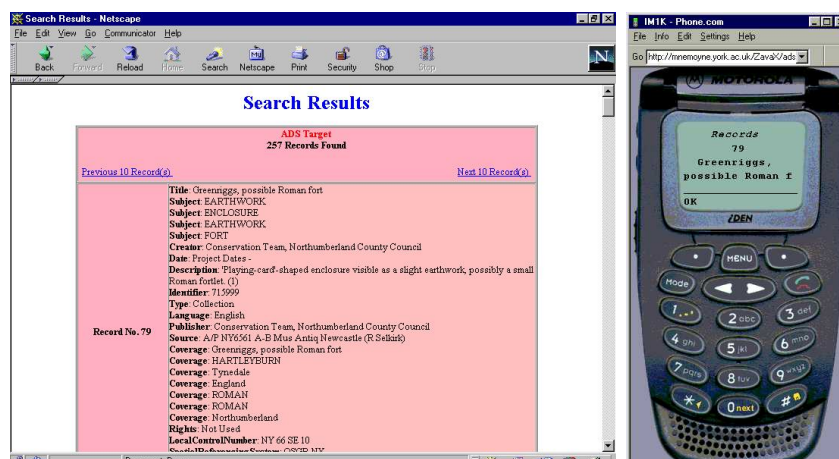 Search Results - Netscape
File Edit View Go Communicator Help
Back Forward Reload Home Search Netscape Print Security Shop Stop
N
Search Results
ADS Target
257 Records Found
Previous 10 Record(s) Next 10 Record(s)
Record No. 79
Title: Greenriggs, possible Roman fort
Subject: EARTHWORK
Subject: ENCLOSURE
Subject: EARTHWORK
Subject: FORT
Creator: Conservation Team, Northumberland County Council
Date: Project Dates -
Description: 'Playing-card'-shaped enclosure visible as a slight earthwork, possibly a small
Roman fortlet. (1)
Identifier: 715999
Type: Collection
Language: English
Publisher: Conservation Team, Northumberland County Council
Source: A/P NY6561 A-B Mus Antiq Newcastle (R Selkirk)
Coverage: Greenriggs, possible Roman fort
Coverage: HARTLEYBURN
Coverage: Tynedale
Coverage: England
Coverage: ROMAN
Coverage: ROMAN
Coverage: Northumberland
Rights: Not Used
LocalControlNumber: NY 66 SE 10
SpatialReferencingSystem: OSGR NY
IM1K - Phone.com
File Info Edit Settings Help
Go http://mnemoyne.york.ac.uk/ZavaX/ads
MOTOROLA
Records
79
Greenriggs,
possible Roman f
OK
iDEN
MENU
Mode
1 2 abc 3 def
4 ghi 5 jkl 6 mno
7 pqrs 8 tuv 9 wxyz
* 0 next #